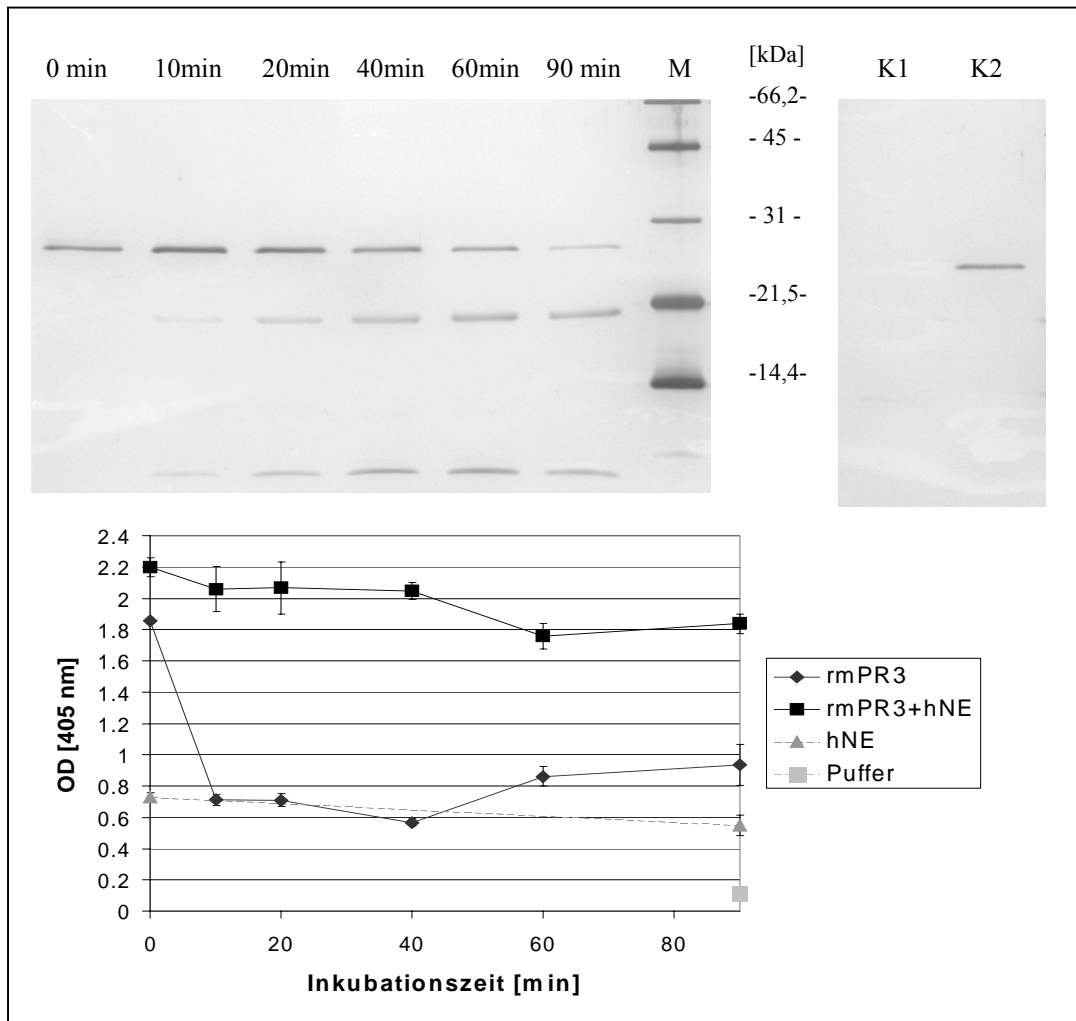 0 min 10min 20min 40min 60min 90 min M [kDa] K1 K2
-66,2-
- 45 -
- 31 -
-21,5-
-14,4-
2.4
2.2
2
1.8
1.6
1.4
1.2
1
0.8
0.6
0.4
0.2
0
OD [405 nm]
0 20 40 60 80
Inkubationszeit [min]
rmPR3
rmPR3+hNE
hNE
Puffer